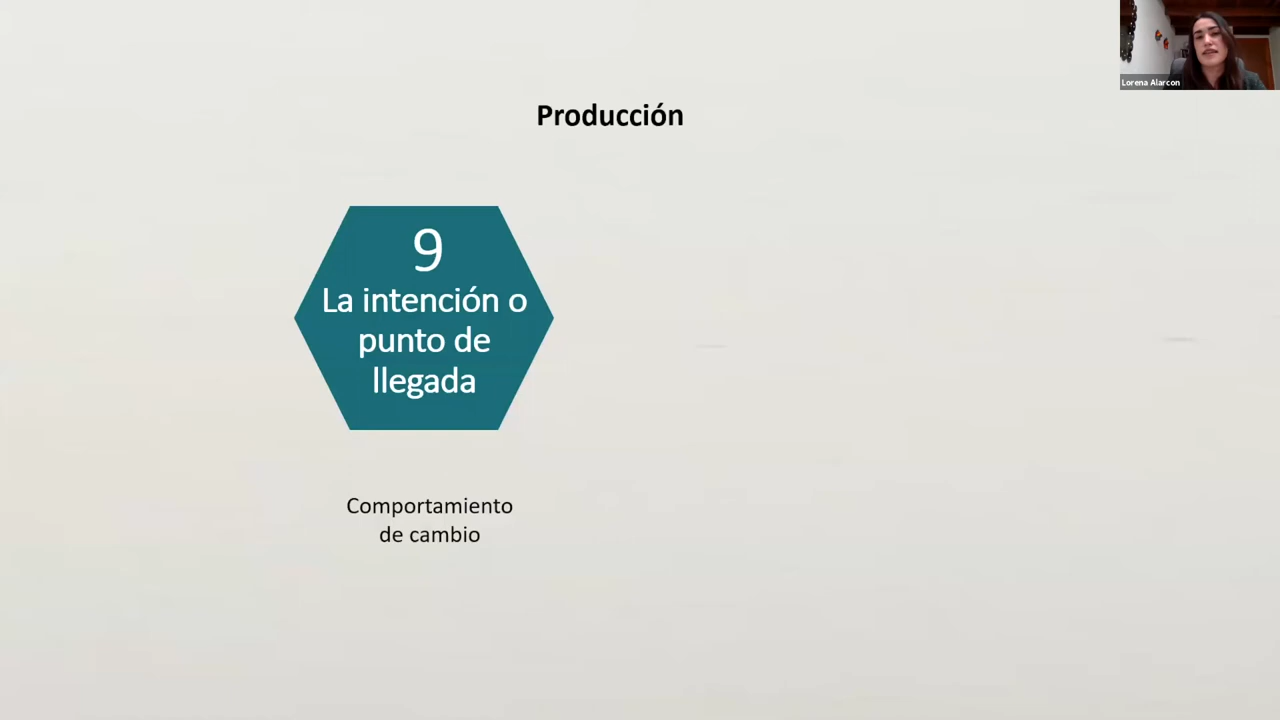 Lorena Alarcon
Producción
9
La intención o
punto de
llegada
Comportamiento
de cambio